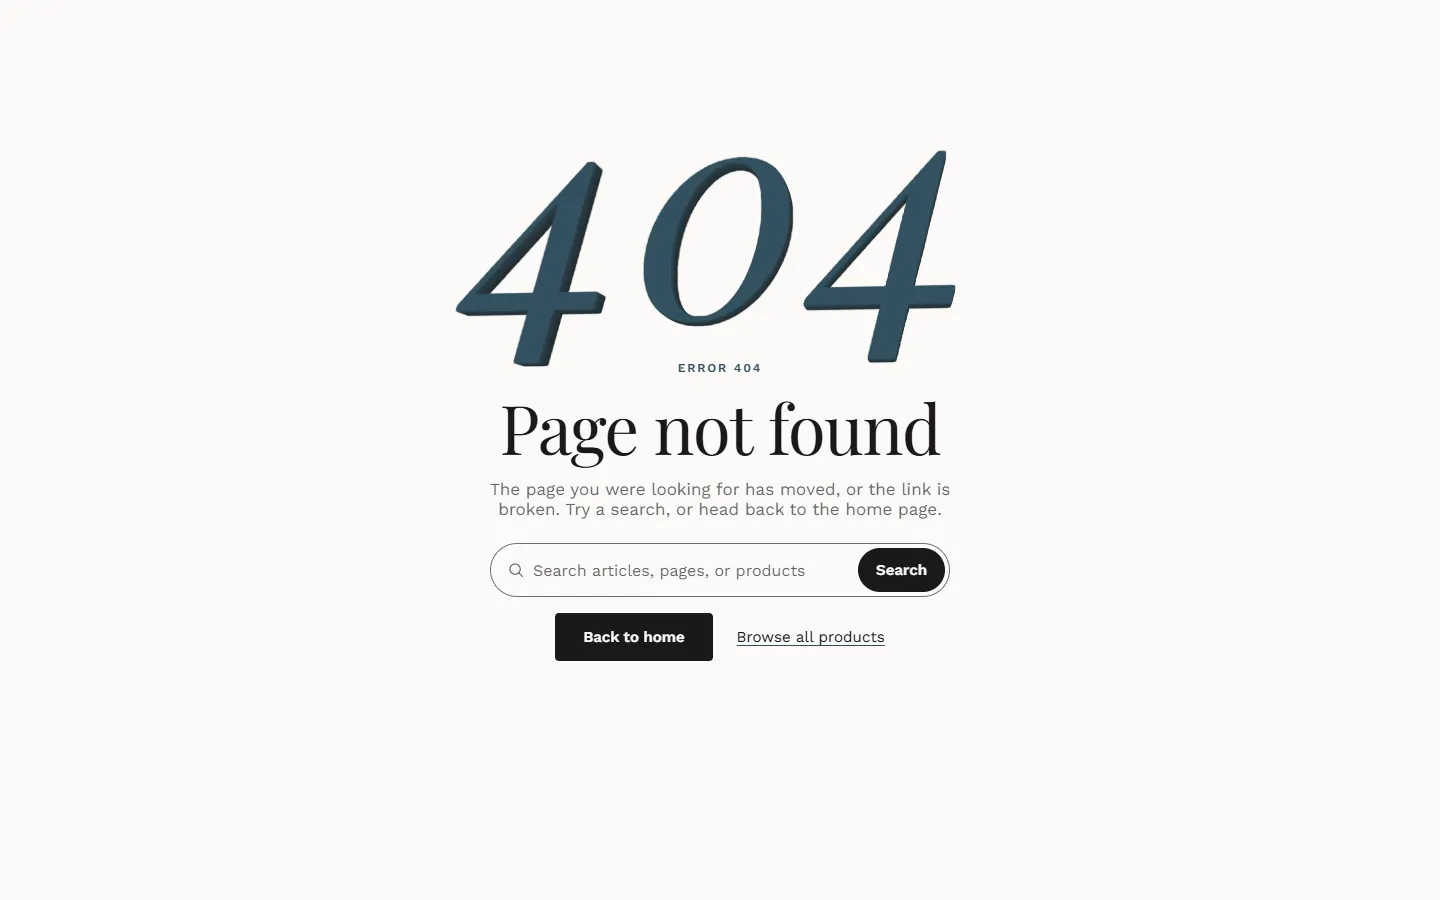 404
ERROR 404
Page not found
The page you were looking for has moved, or the link is
broken. Try a search, or head back to the home page.
Search articles, pages, or products
Search
Back to home
Browse all products